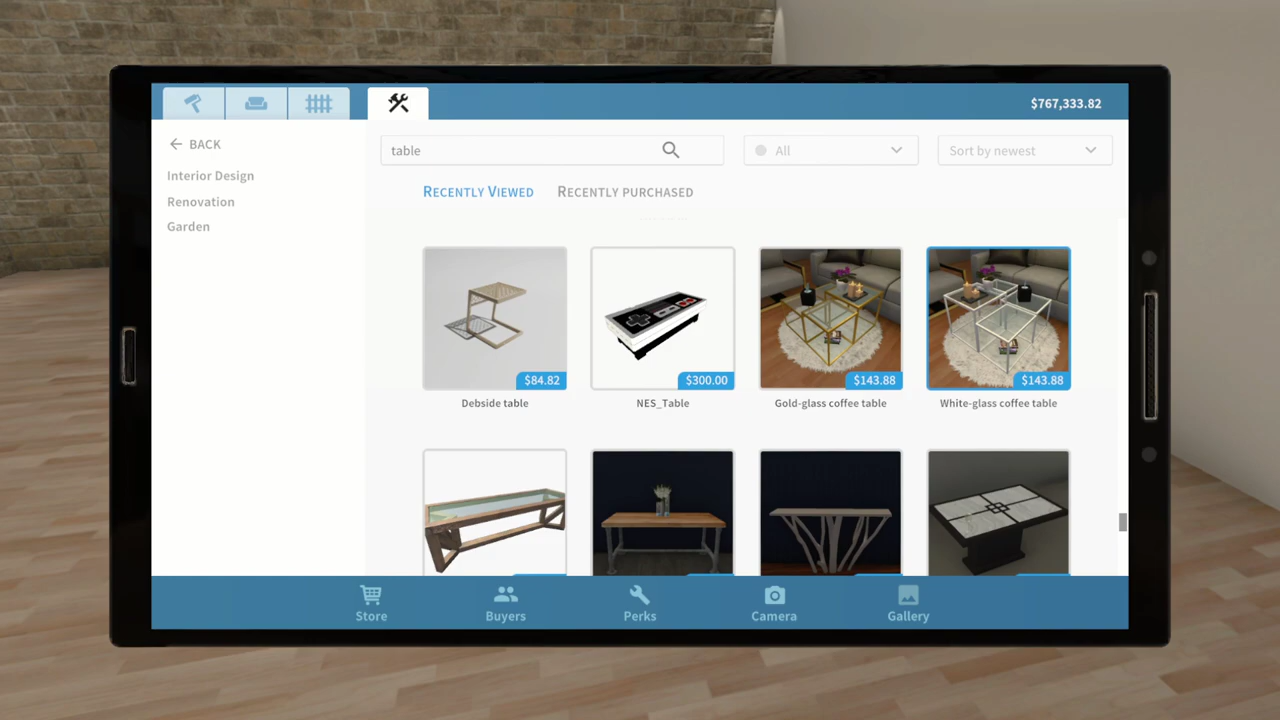 $767,333.82
BACK
table
All
Sort by newest
Interior Design
Renovation
Garden
RECENTLY VIEWED
RECENTLY PURCHASED
$84.82
$300.00
$143.88
$143.88
Debside table
NES_Table
Gold-glass coffee table
White-glass coffee table
Store
Buyers
Perks
Camera
Gallery